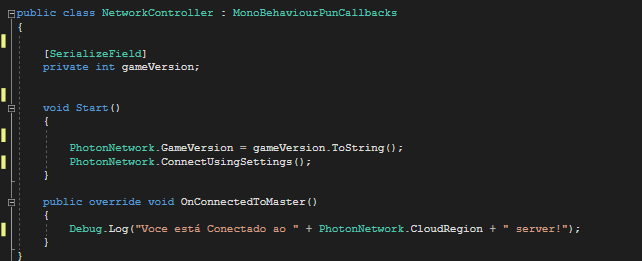 public class NetworkController : MonoBehaviourPunCallbacks
{
[SerializeField]
private int gameVersion;
void Start()
{
PhotonNetwork.GameVersion = gameVersion.ToString();
PhotonNetwork.ConnectUsingSettings();
}
public override void OnConnectedToMaster()
{
Debug.Log("Voce está Conectado ao " + PhotonNetwork.CloudRegion + " server!");
}
}